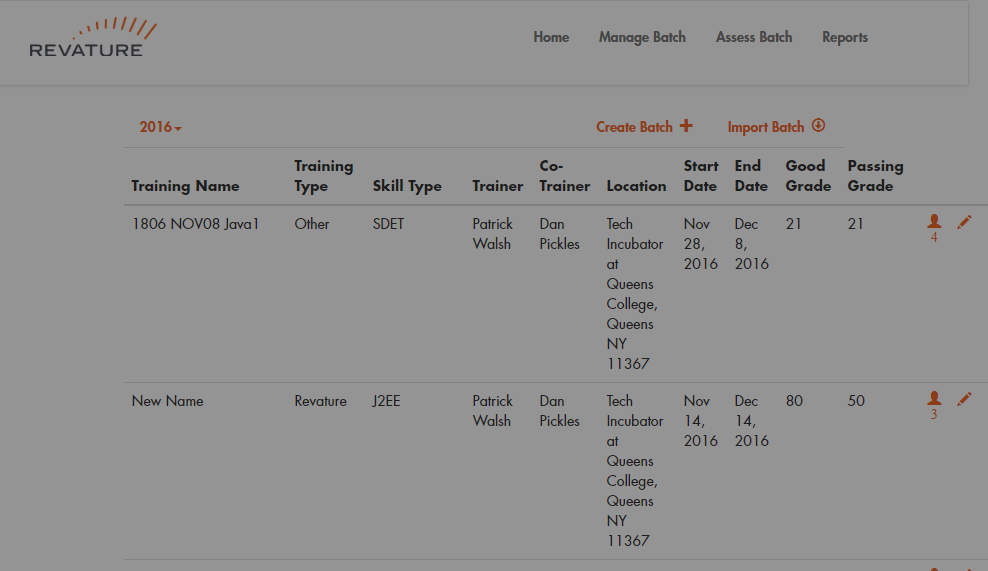 REVATURE
Home Manage Batch Assess Batch Reports
2016 Create Batch Import Batch
Training Name Training Type Skill Type Trainer Co-Trainer Location Start Date End Date Good Grade Passing Grade
1806 NOV08 Java1 Other SDET Patrick Walsh Dan Pickles Tech Incubator at Queens College, Queens NY 11367 Nov 28, 2016 Dec 8, 2016 21 21 4
New Name Revature J2EE Patrick Walsh Dan Pickles Tech Incubator at Queens College, Queens NY 11367 Nov 14, 2016 Dec 14, 2016 80 50 3